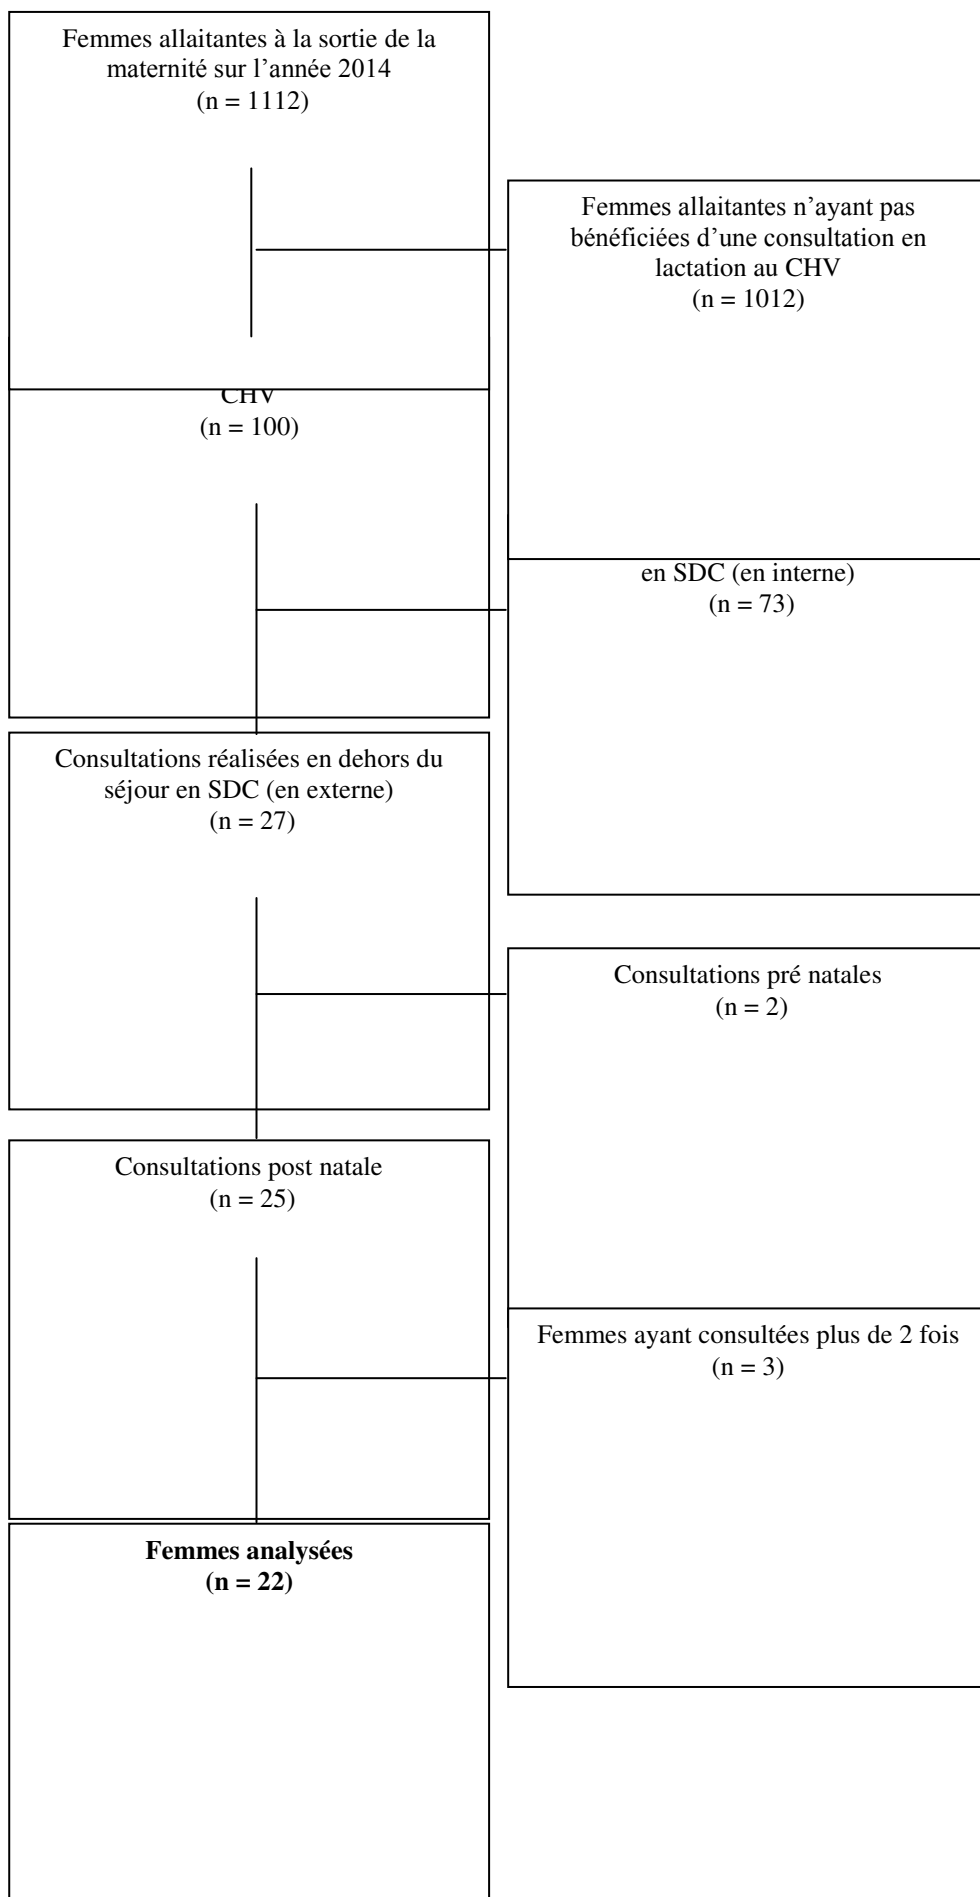 Femmes allaitantes à la sortie de la
maternité sur l'année 2014
(n = 1112)
Femmes allaitantes n'ayant pas
bénéficiées d'une consultation en
lactation au CHV
(n = 1012)
CHV
(n = 100)
en SDC (en interne)
(n = 73)
Consultations réalisées en dehors du
séjour en SDC (en externe)
(n = 27)
Consultations pré natales
(n = 2)
Consultations post natale
(n = 25)
Femmes ayant consultées plus de 2 fois
(n = 3)
Femmes analysées
(n = 22)